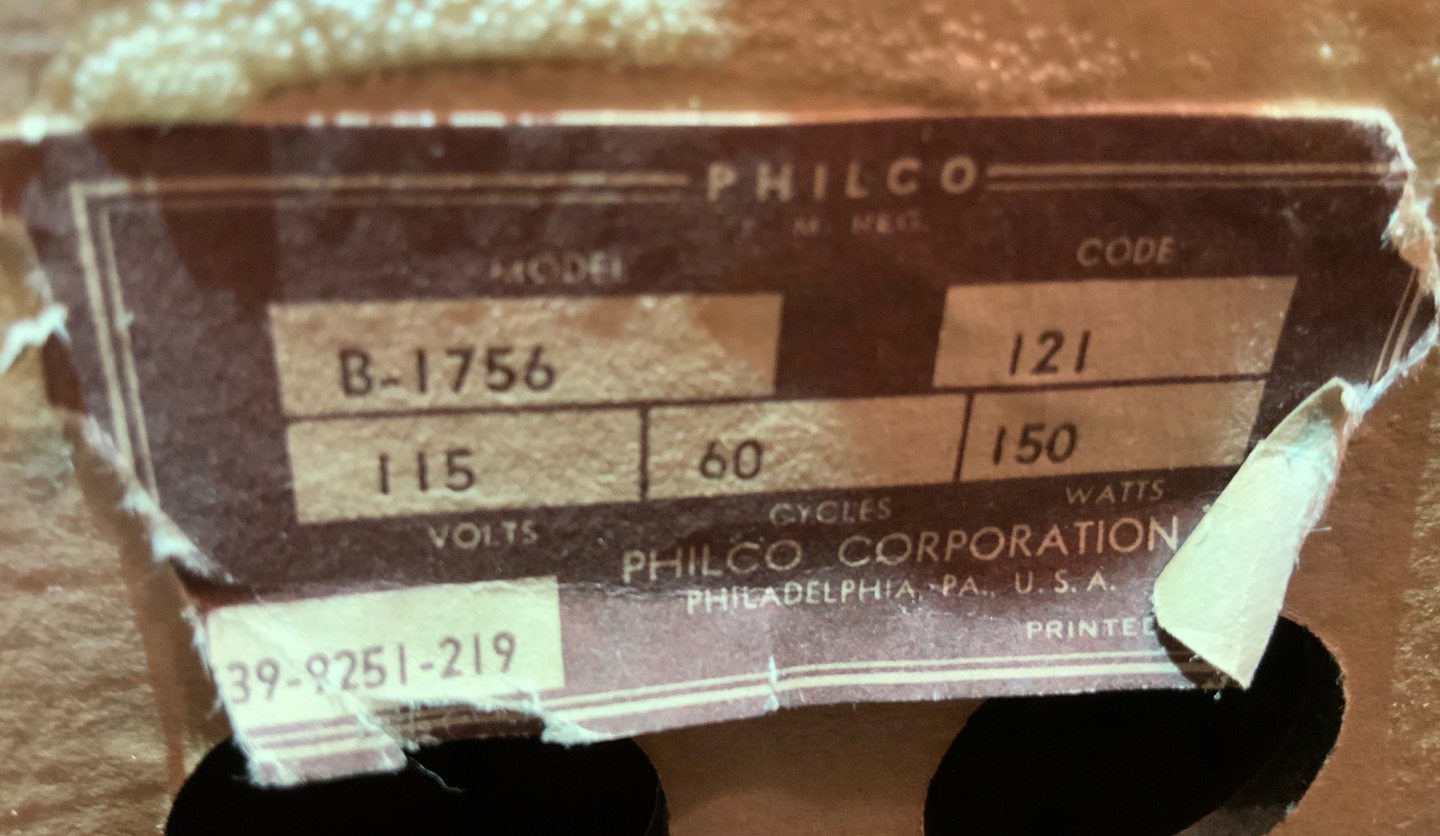 PHILCO
M. REG.
MODEL CODE
B-1756 121
115 60 150
VOLTS CYCLES WATTS
PHILCO CORPORATION
PHILADELPHIA, PA., U.S.A.
PRINTED
39-9251-219